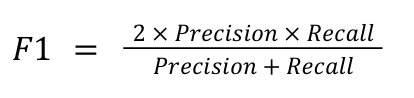 F1 = 2 × Precision × Recall / Precision + Recall